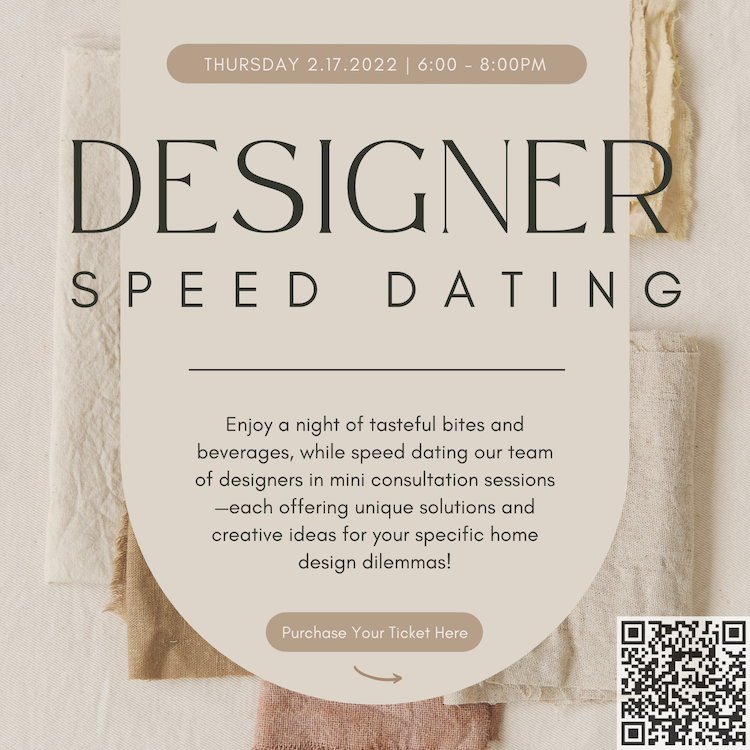 THURSDAY 2.17.2022 | 6:00 - 8:00PM
DESIGNER
SPEED DATING
Enjoy a night of tasteful bites and
beverages, while speed dating our team
of designers in mini consultation sessions
—each offering unique solutions and
creative ideas for your specific home
design dilemmas!
Purchase Your Ticket Here